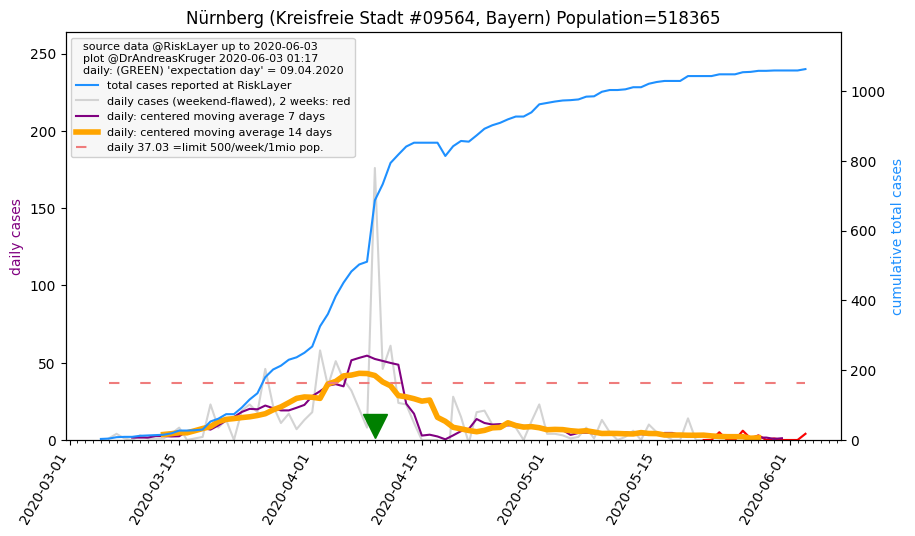 Nürnberg (Kreisfreie Stadt #09564, Bayern) Population=518365
source data @RiskLayer up to 2020-06-03
plot @DrAndreasKruger 2020-06-03 01:17
daily: (GREEN) 'expectation day' = 09.04.2020
total cases reported at RiskLayer
daily cases (weekend-flawed), 2 weeks: red
daily: centered moving average 7 days
daily: centered moving average 14 days
daily 37.03 =limit 500/week/1mio pop.
daily cases
250
200
150
100
50
0
cumulative total cases
1000
800
600
400
200
0
2020-03-01
2020-03-15
2020-04-01
2020-04-15
2020-05-01
2020-05-15
2020-06-01